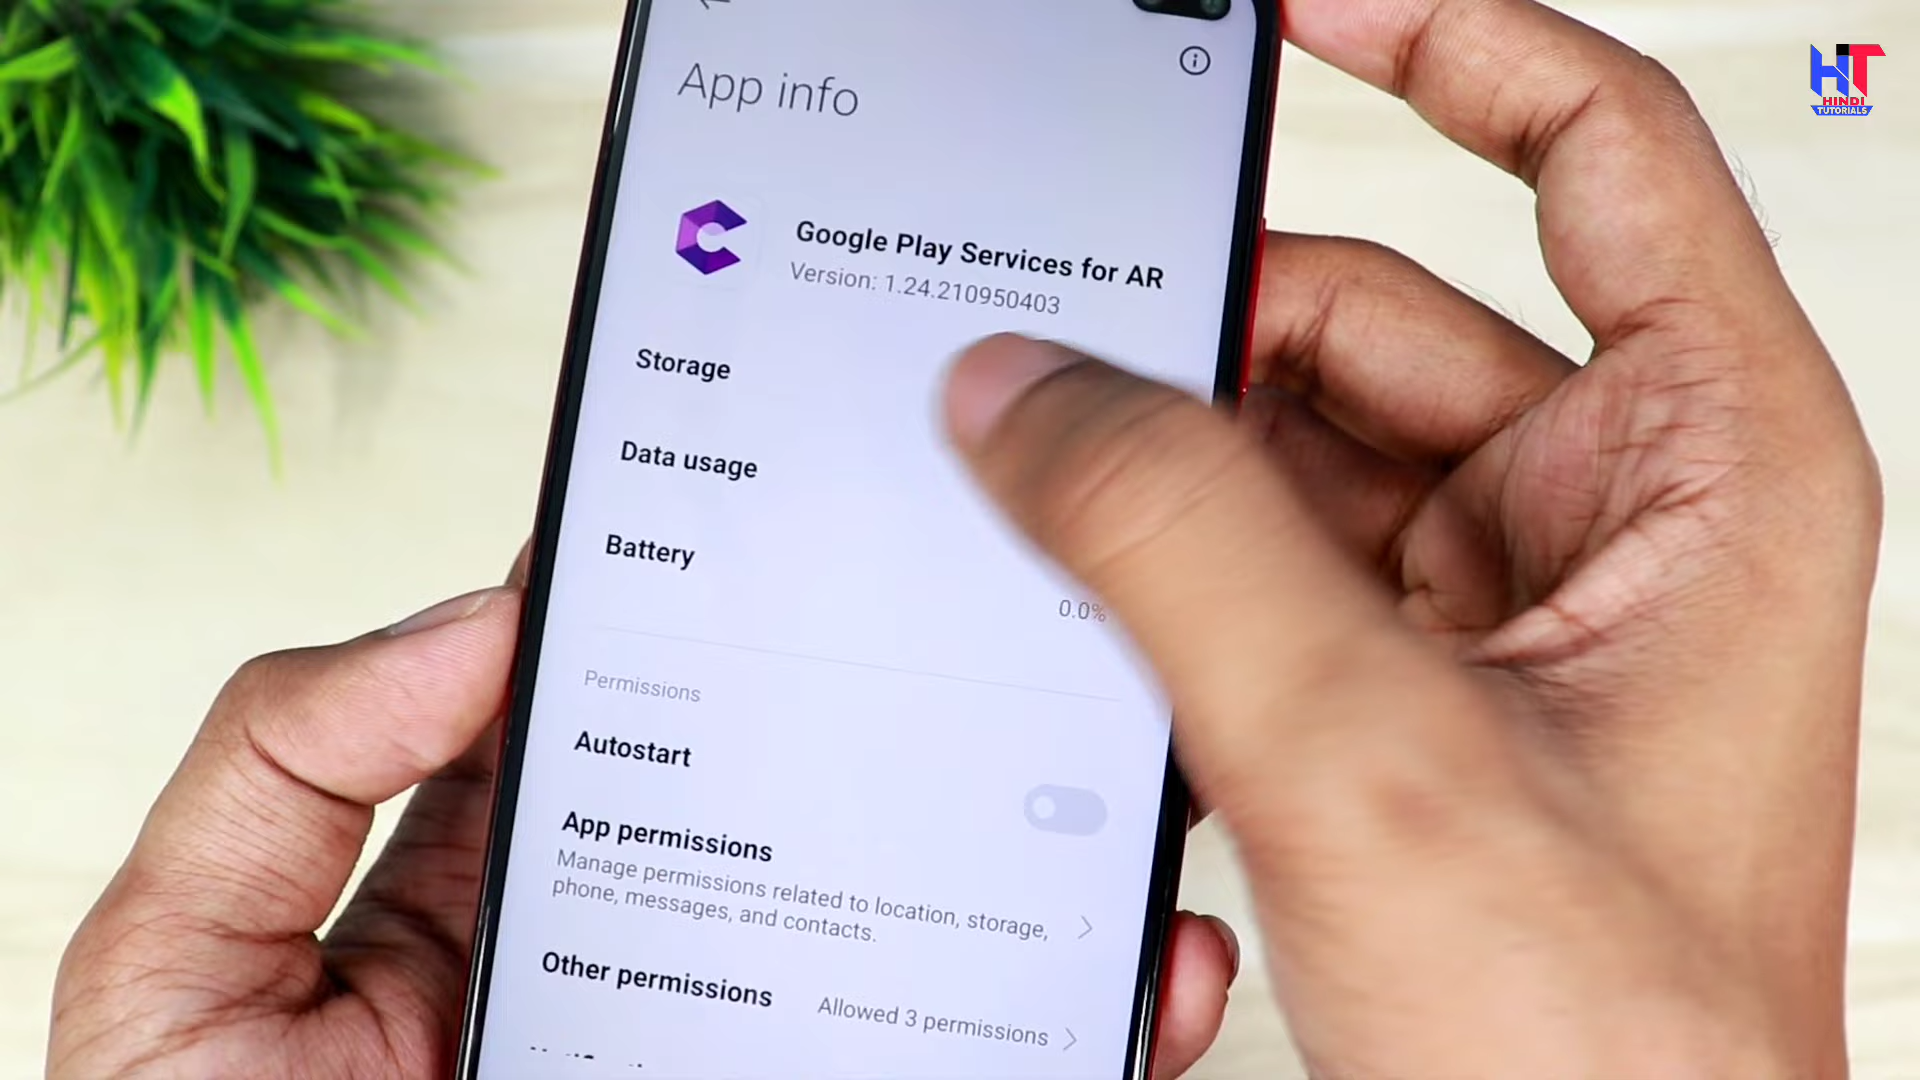 HT
HINDI
TUTORIALS
App info
Google Play Services for AR
Version: 1.24.210950403
Storage
Data usage
Battery
0.0%
Permissions
Autostart
App permissions
Manage permissions related to location, storage,
phone, messages, and contacts.
Other permissions
Allowed 3 permissions